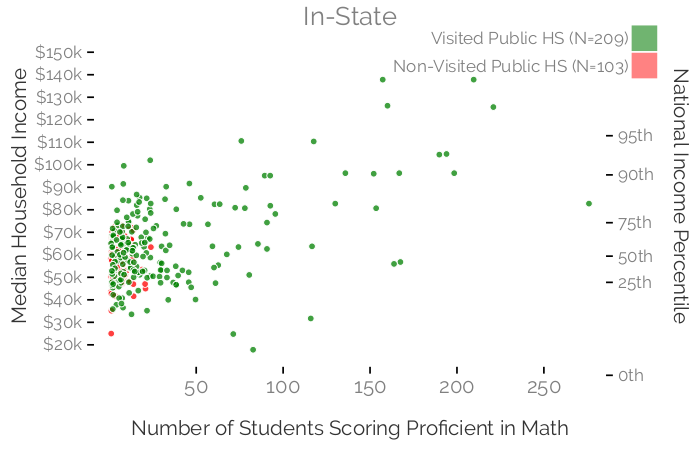 In-State
Visited Public HS (N=209)
Non-Visited Public HS (N=103)
Median Household Income
$150k
$140k
$130k
$120k
$110k
$100k
$90k
$80k
$70k
$60k
$50k
$40k
$30k
$20k
National Income Percentile
95th
90th
75th
50th
25th
0th
50
100
150
200
250
Number of Students Scoring Proficient in Math